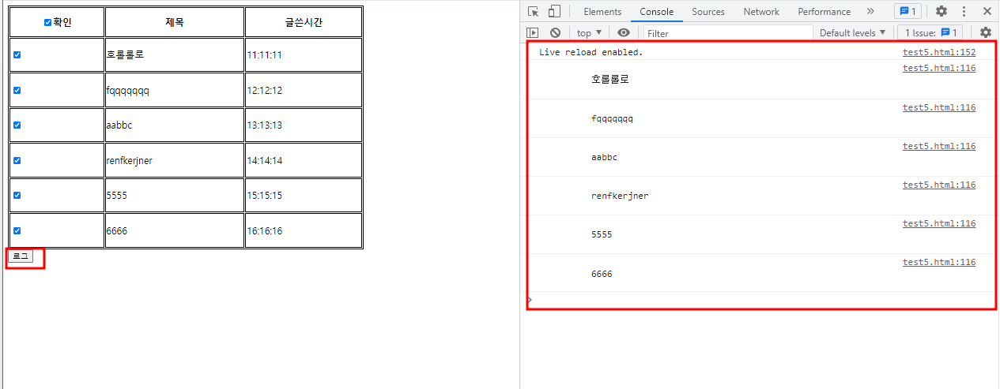 확인 제목 글쓴시간
호롤롤로 11:11:11
fqqqqqqq 12:12:12
aabbc 13:13:13
renfkerjner 14:14:14
5555 15:15:15
6666 16:16:16
로그
Elements Console Sources Network Performance » 1
top ▼ Filter Default levels ▼ 1 Issue: 1
Live reload enabled. test5.html:152
test5.html:116
호롤롤로
test5.html:116
fqqqqqqq
test5.html:116
aabbc
test5.html:116
renfkerjner
test5.html:116
5555
test5.html:116
6666